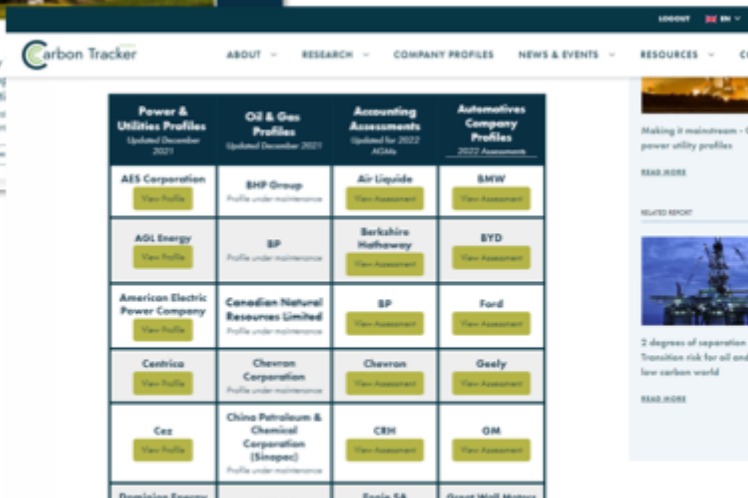 LOGOUT EN
Carbon Tracker
ABOUT RESEARCH COMPANY PROFILES NEWS & EVENTS RESOURCES
Power &
Utilities Profiles
Updated December
2021
Oil & Gas
Profiles
Updated December 2021
Accounting
Assessments
Updated for 2022
AGMs
Automotives
Company
Profiles
2022 Assessments
AES Corporation
View Profile
BHP Group
Profile under maintenance
Air Liquide
View Assessment
BMW
View Assessment
AGL Energy
View Profile
BP
Profile under maintenance
Berkshire
Hathaway
View Assessment
BYD
View Assessment
American Electric
Power Company
View Profile
Canadian Natural
Resources Limited
Profile under maintenance
BP
View Assessment
Ford
View Assessment
Centrica
View Profile
Chevron
Corporation
Profile under maintenance
Chevron
View Assessment
Geely
View Assessment
Cez
View Profile
China Petroleum &
Chemical
Corporation
(Sinopec)
Profile under maintenance
CRH
View Assessment
GM
View Assessment
Dominion Energy
Great Wall Motors
Making it mainstream -
power utility profiles
READ MORE
RELATED REPORT
2 degrees of separation
Transition risk for oil and
low carbon world
READ MORE